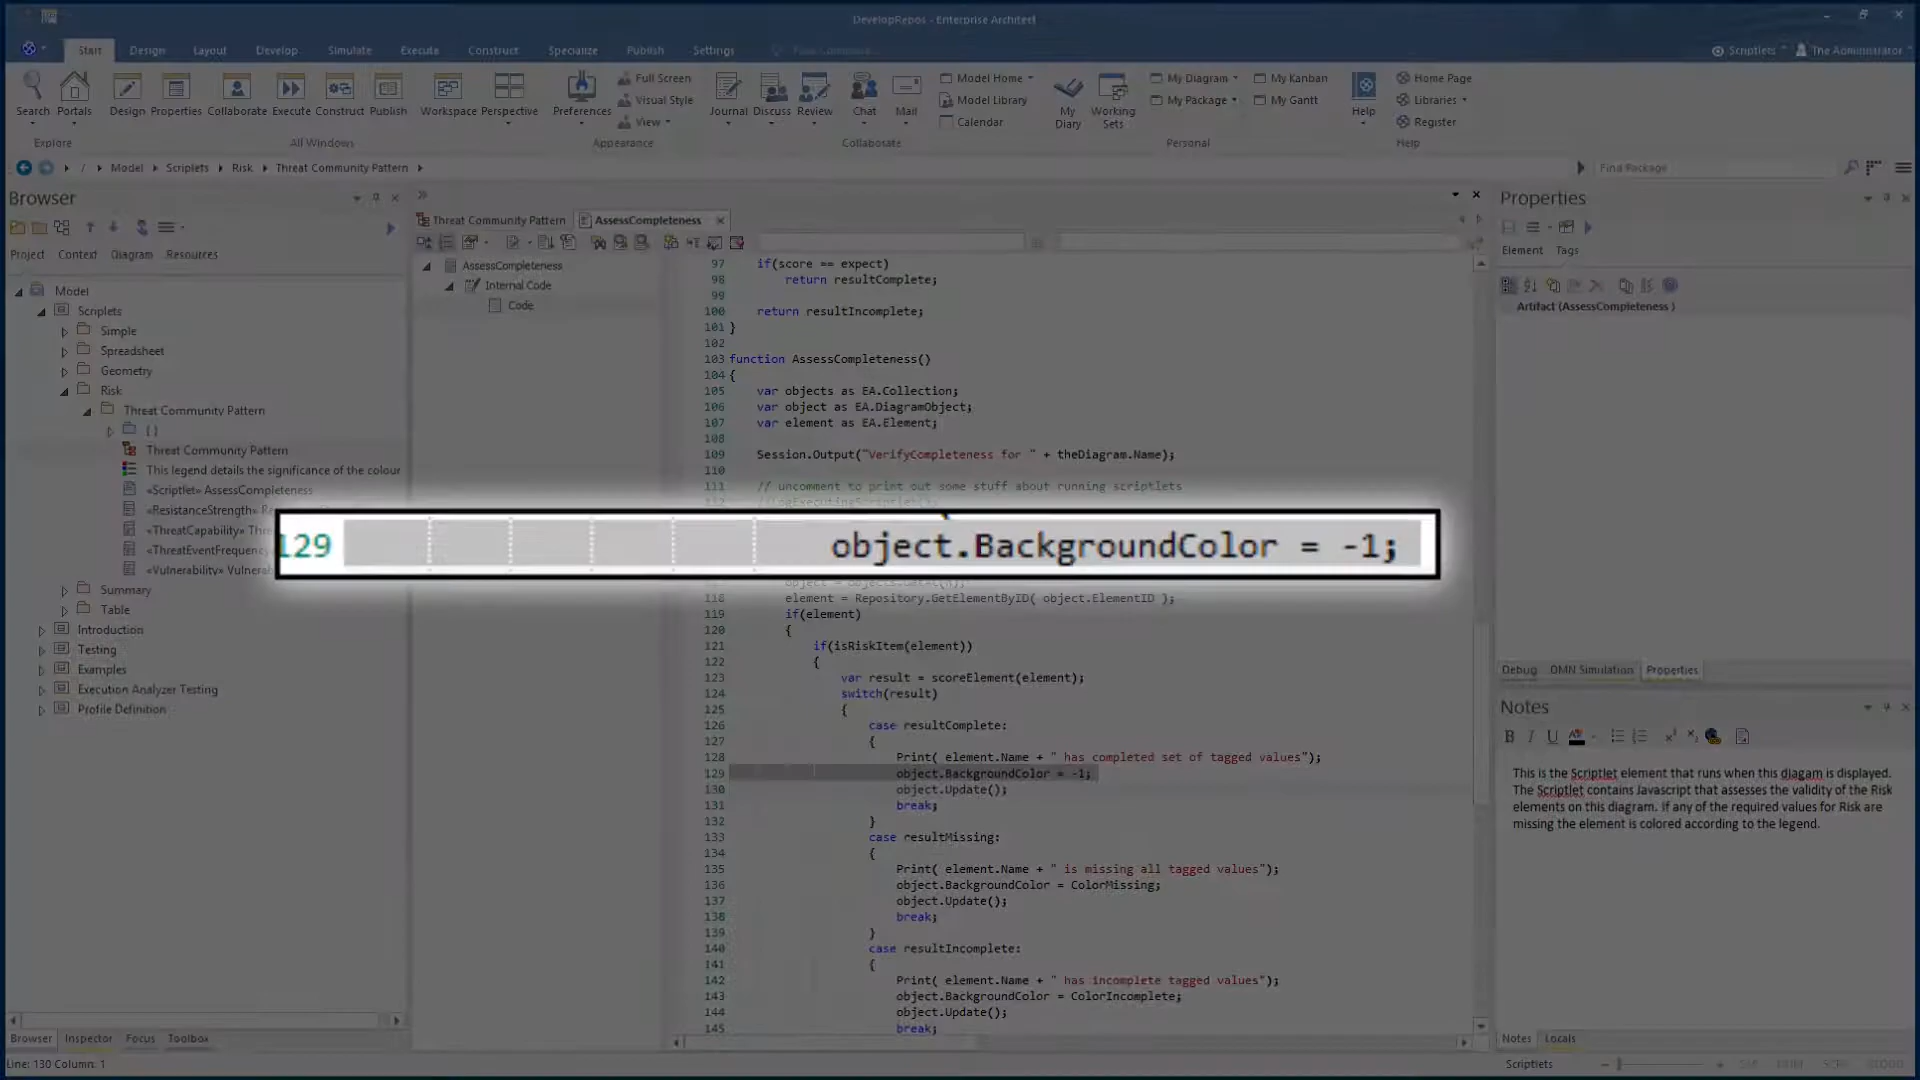 DevelopRepos - Enterprise Architect
Start Design Layout Develop Simulate Execute Construct Specialize Publish Settings
Scriptlets The Administrator
Search Portals Design Properties Collaborate Execute Construct Publish Workspace Perspective Preferences Full Screen Visual Style View Journal Discuss Review Chat Mail Model Home Model Library Calendar My Diary Working Sets My Diagram My Package My Kanban My Gantt Help Home Page Libraries Register
Explore All Windows Appearance Collaborate Personal Help
/ Model Scriplets Risk Threat Community Pattern Find Package
Browser
Project Context Diagram Resources
Model
Scriplets
Simple
Spreadsheet
Geometry
Risk
Threat Community Pattern
{ }
Threat Community Pattern
This legend details the significance of the colour
«Scriptlet» AssessCompleteness
«ResistanceStrength»
«ThreatCapability»
«ThreatEventFrequency
«Vulnerability»
Summary
Table
Introduction
Testing
Examples
Execution Analyzer Testing
Profile Definition
Browser Inspector Focus Toolbox
Threat Community Pattern AssessCompleteness
AssessCompleteness
Internal Code
Code
97 if(score == expect)
98 return resultComplete;
99
100 return resultIncomplete;
101 }
102
103 function AssessCompleteness()
104 {
105 var objects as EA.Collection;
106 var object as EA.DiagramObject;
107 var element as EA.Element;
108
109 Session.Output("VerifyCompleteness for " + theDiagram.Name);
110
111 // uncomment to print out some stuff about running scriptlets
129 object.BackgroundColor = -1;
118 element = Repository.GetElementByID( object.ElementID );
119 if(element)
120 {
121 if(isRiskItem(element))
122 {
123 var result = scoreElement(element);
124 switch(result)
125 {
126 case resultComplete:
127 {
128 Print( element.Name + " has completed set of tagged values");
129 object.BackgroundColor = -1;
130 object.Update();
131 break;
132 }
133 case resultMissing:
134 {
135 Print( element.Name + " is missing all tagged values");
136 object.BackgroundColor = ColorMissing;
137 object.Update();
138 break;
139 }
140 case resultIncomplete:
141 {
142 Print( element.Name + " has incomplete tagged values");
143 object.BackgroundColor = ColorIncomplete;
144 object.Update();
145 break;
Properties
Element Tags
Artifact (AssessCompleteness )
Debug DMN Simulation Properties
Notes
B I U
This is the Scriptlet element that runs when this diagam is displayed.
The Scriptlet contains Javascript that assesses the validity of the Risk
elements on this diagram. If any of the required values for Risk are
missing the element is colored according to the legend.
Notes Locals
Line: 130 Column: 1
Scriptlets